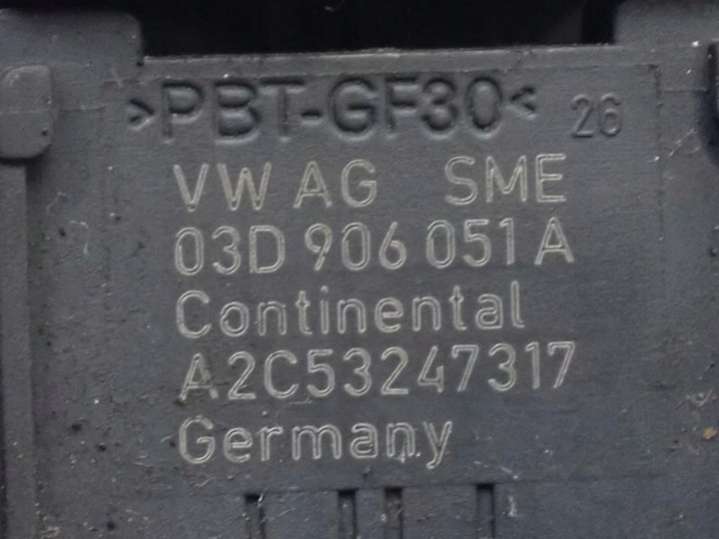 >PBT-GF30< 26
VW AG SME
03D 906 051 A
Continental
A2C53247317
Germany